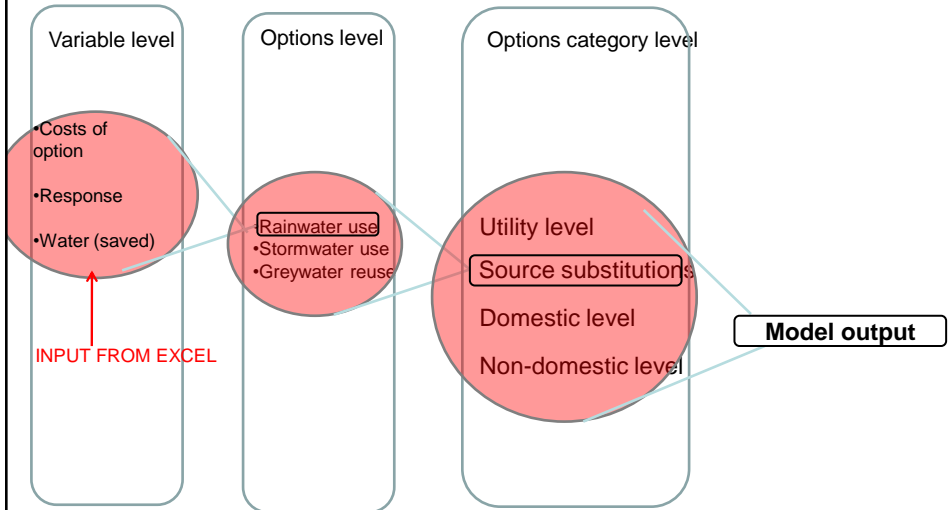 Variable level
•Costs of
option
•Response
•Water (saved)
INPUT FROM EXCEL
Options level
•Rainwater use
•Stormwater use
•Greywater reuse
Options category level
Utility level
Source substitutions
Domestic level
Non-domestic level
Model output